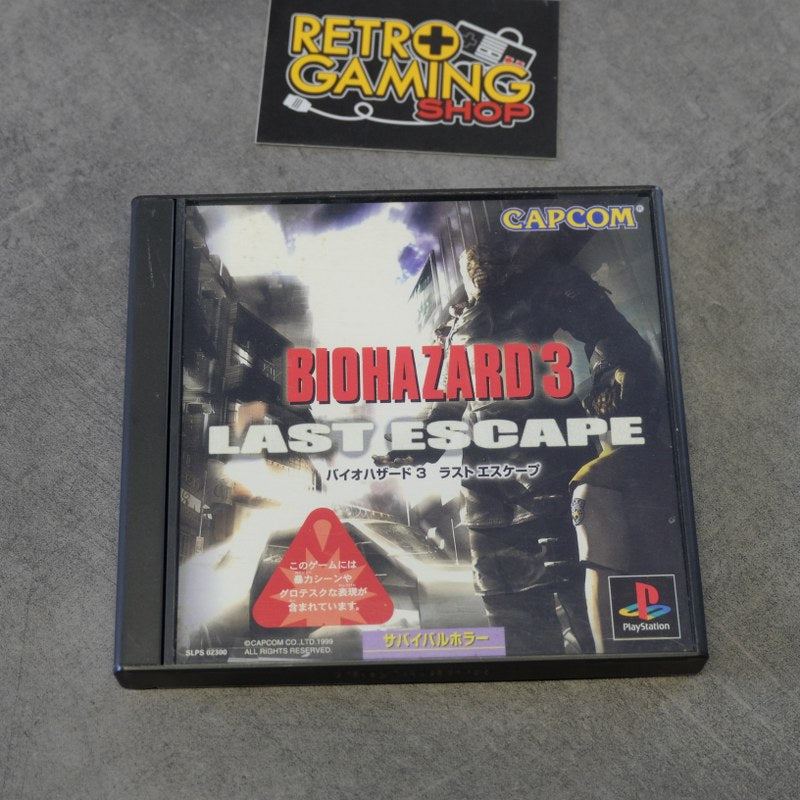 RETRO
GAMING
SHOP
CAPCOM
BIOHAZARD 3
LAST ESCAPE
バイオハザード 3 ラスト エスケープ
このゲームには
暴力シーンや
グロテスクな表現が
含まれています。
SLPS 02300
©CAPCOM CO.,LTD.1999
ALL RIGHTS RESERVED.
サバイバルホラー
PlayStation